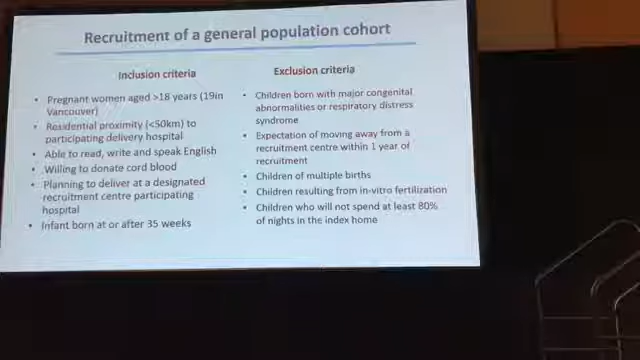 Recruitment of a general population cohort
Inclusion criteria
• Pregnant women aged >18 years (19in
Vancouver)
• Residential proximity (<50km) to
participating delivery hospital
• Able to read, write and speak English
• Willing to donate cord blood
• Planning to deliver at a designated
recruitment centre participating
hospital
• Infant born at or after 35 weeks
Exclusion criteria
• Children born with major congenital
abnormalities or respiratory distress
syndrome
• Expectation of moving away from a
recruitment centre within 1 year of
recruitment
• Children of multiple births
• Children resulting from in-vitro fertilization
• Children who will not spend at least 80%
of nights in the index home